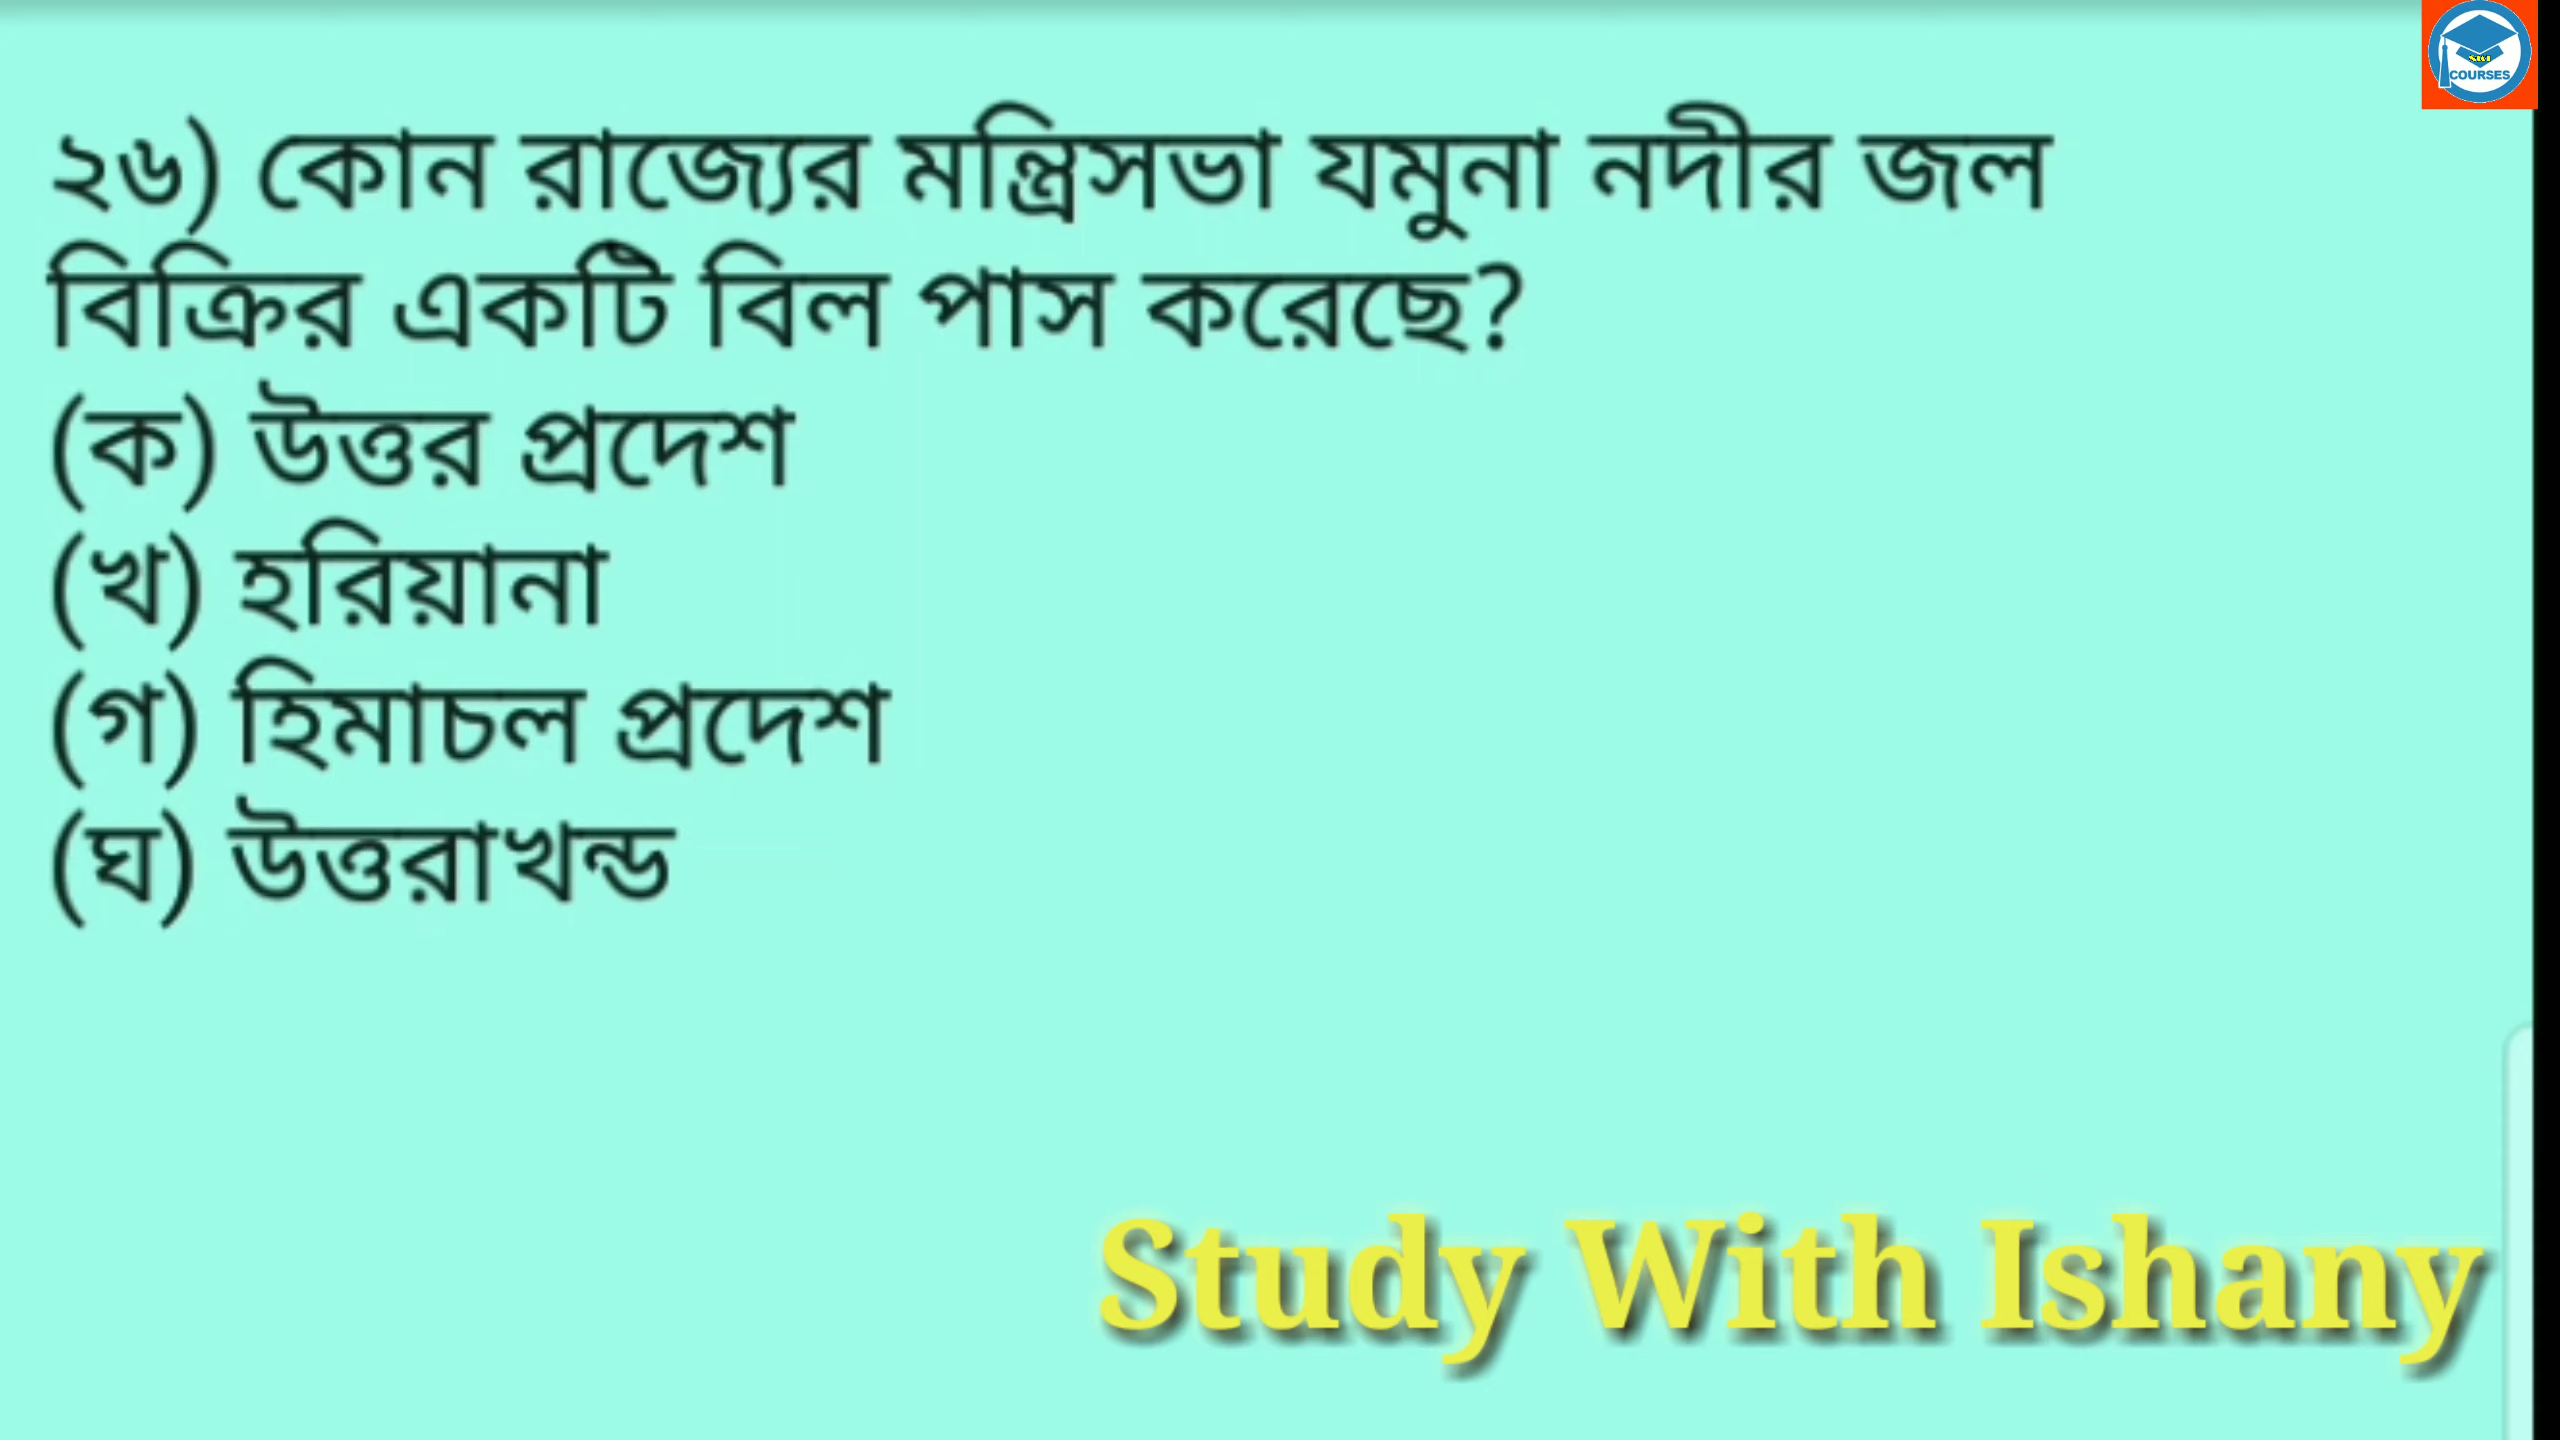 COURSES
২৬) কোন রাজ্যের মন্ত্রিসভা যমুনা নদীর জল
বিক্রির একটি বিল পাস করেছে?
(ক) উত্তর প্রদেশ
(খ) হরিয়ানা
(গ) হিমাচল প্রদেশ
(ঘ) উত্তরাখন্ড
Study With Ishany